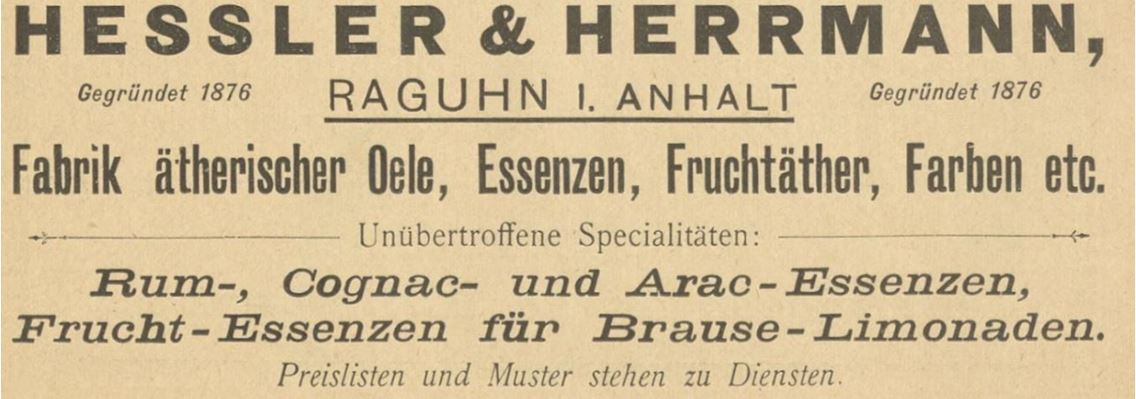 HESSLER & HERRMANN,
Gegründet 1876 RAGUHN I. ANHALT Gegründet 1876
Fabrik ätherischer Oele, Essenzen, Fruchtäther, Farben etc.
Unübertroffene Specialitäten:
Rum-, Cognac- und Arac-Essenzen,
Frucht-Essenzen für Brause-Limonaden.
Preislisten und Muster stehen zu Diensten.